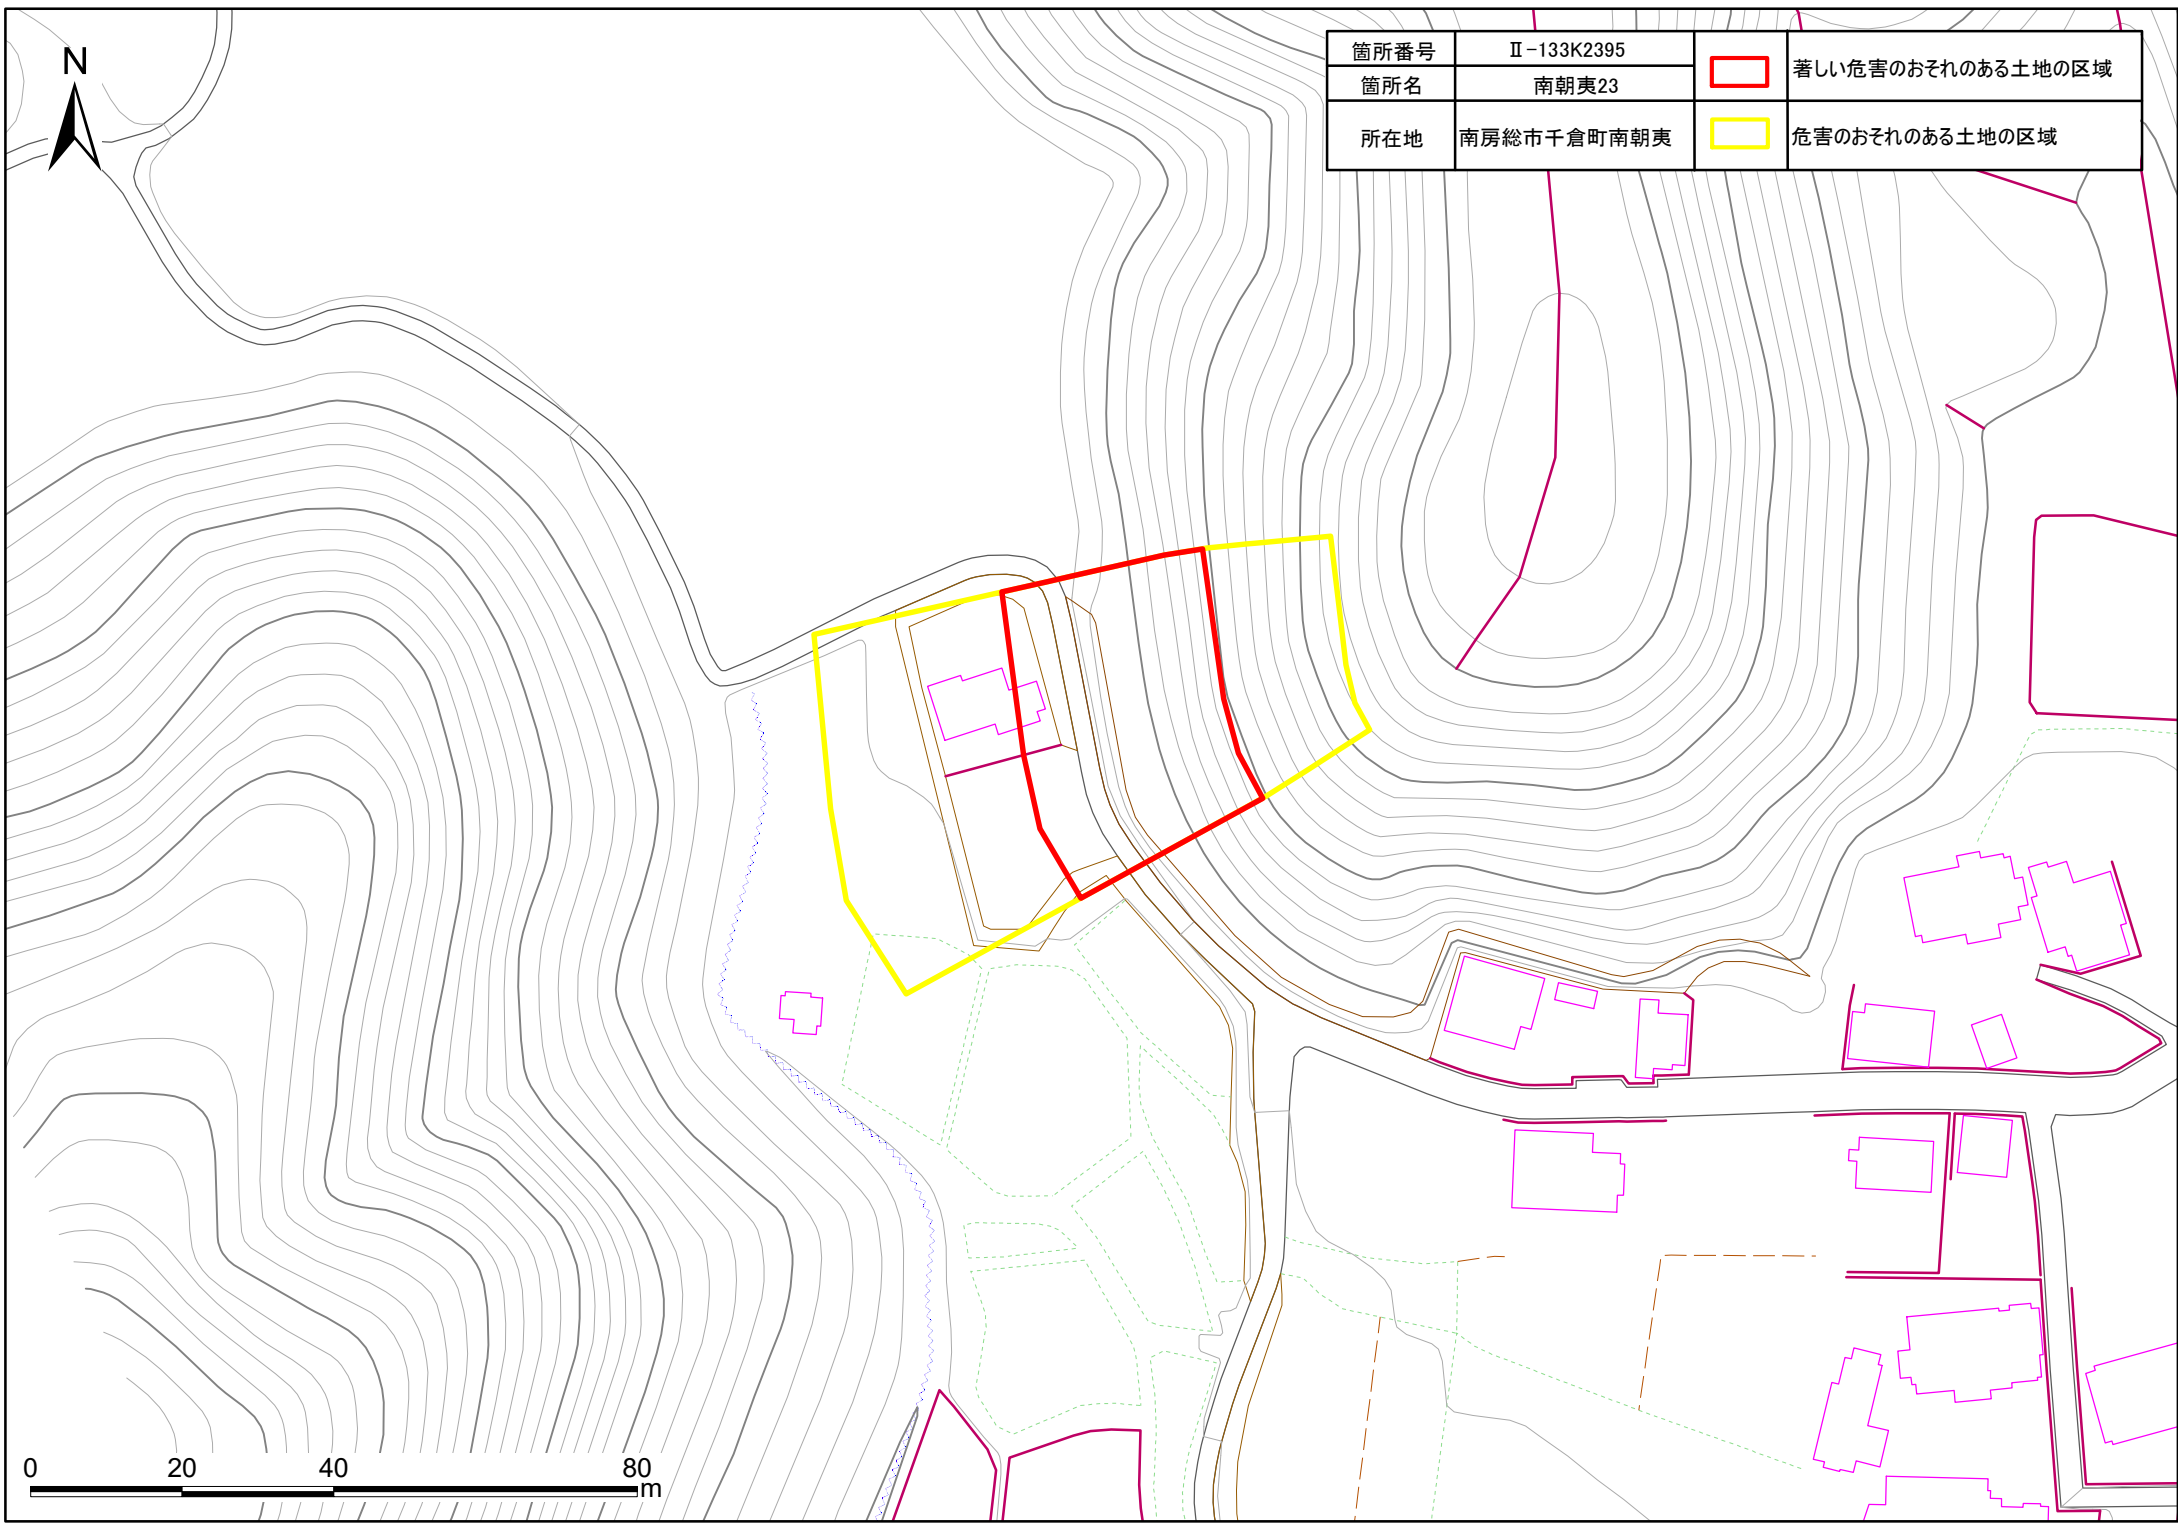 N
箇所番号 Ⅱ-133K2395 著しい危害のおそれのある土地の区域
箇所名 南朝夷23
所在地 南房総市千倉町南朝夷 危害のおそれのある土地の区域
0 20 40 80
m